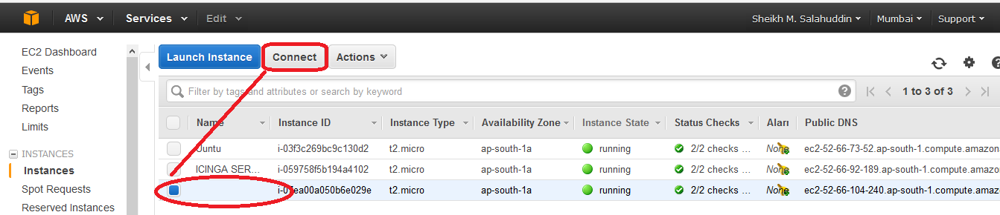 AWS Services Edit Sheikh M. Salahuddin Mumbai Support
EC2 Dashboard
Events
Tags
Reports
Limits
INSTANCES
Instances
Spot Requests
Reserved Instances
Launch Instance Connect Actions
Filter by tags and attributes or search by keyword 1 to 3 of 3
Name Instance ID Instance Type Availability Zone Instance State Status Checks Aları Public DNS
Uuntu i-03f3c269bc9c130d2 t2.micro ap-south-1a running 2/2 checks ... None ec2-52-66-73-52.ap-south-1.compute.amazon
ICINGA SER... i-059758f5b194a4102 t2.micro ap-south-1a running 2/2 checks ... None ec2-52-66-92-189.ap-south-1.compute.amazo
t2.micro ap-south-1a running 2/2 checks ... None ec2-52-66-104-240.ap-south-1.compute.ama